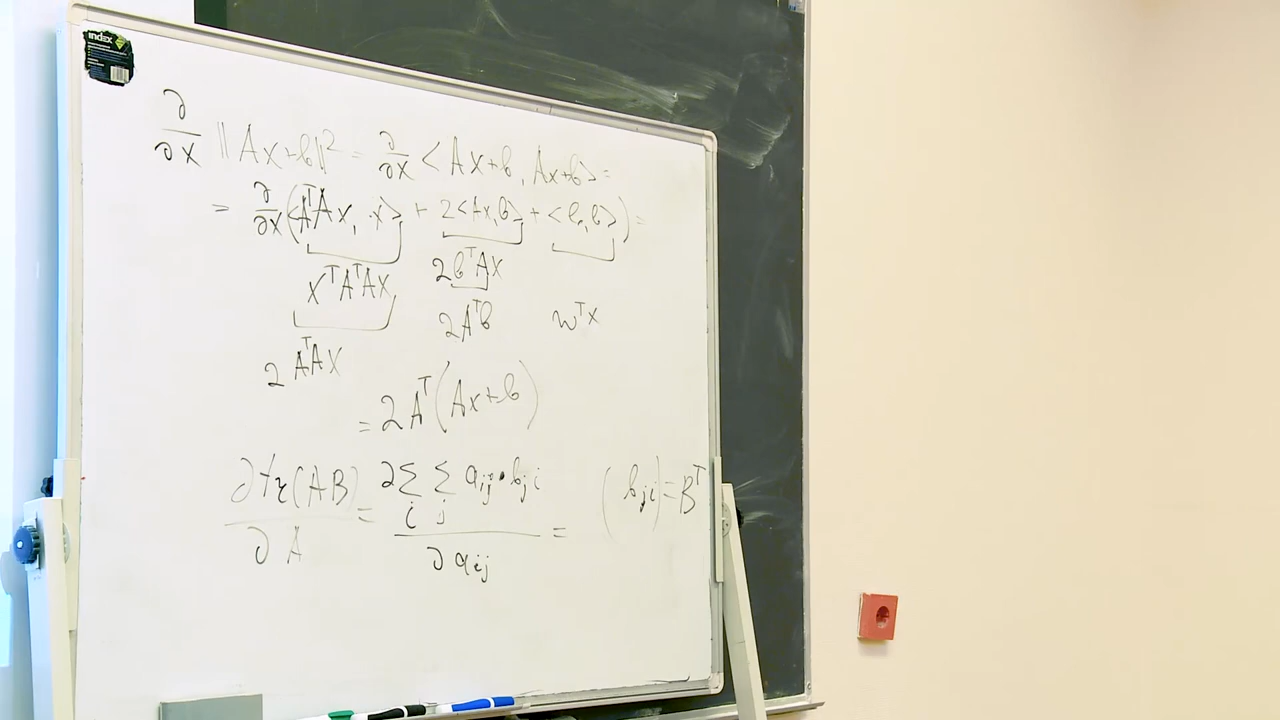 index
∂/∂x ||Ax+b||² = ∂/∂x <Ax+b, Ax+b> =
= ∂/∂x (<AᵀAx, x> + 2<Ax,b> + <b,b>) =
xᵀAᵀAx 2bᵀAx
2Aᵀb wᵀx
2AᵀAx
= 2Aᵀ(Ax+b)
∂tr(AB)/∂A = ∂∑ᵢ∑ⱼ aᵢⱼ·bⱼᵢ/∂aᵢⱼ = (bⱼᵢ) = Bᵀ